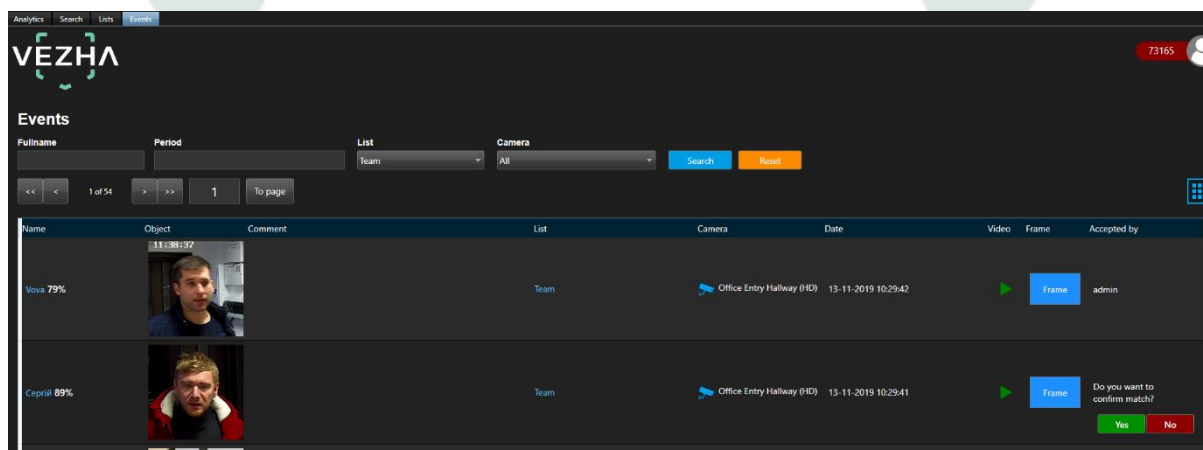 Analytics Search Lists Events
VEZHA
73165
Events
Fullname Period List Camera
Team All Search Reset
<< < 1 of 54 > >> 1 To page
Name Object Comment List Camera Date Video Frame Accepted by
11:38:37
Vova 79% Team Office Entry Hallway (HD) 13-11-2019 10:29:42 Frame admin
Сергій 89% Team Office Entry Hallway (HD) 13-11-2019 10:29:41 Frame Do you want to
confirm match?
Yes No